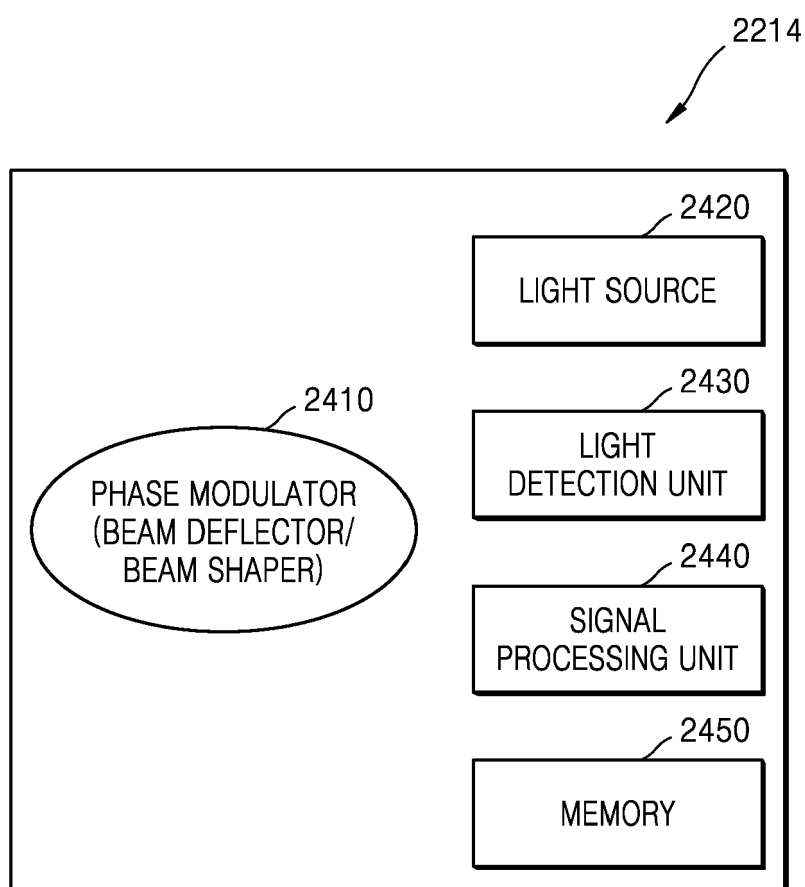 2214
2420
LIGHT SOURCE
2430
LIGHT
DETECTION UNIT
2410
PHASE MODULATOR
(BEAM DEFLECTOR/
BEAM SHAPER)
2440
SIGNAL
PROCESSING UNIT
2450
MEMORY